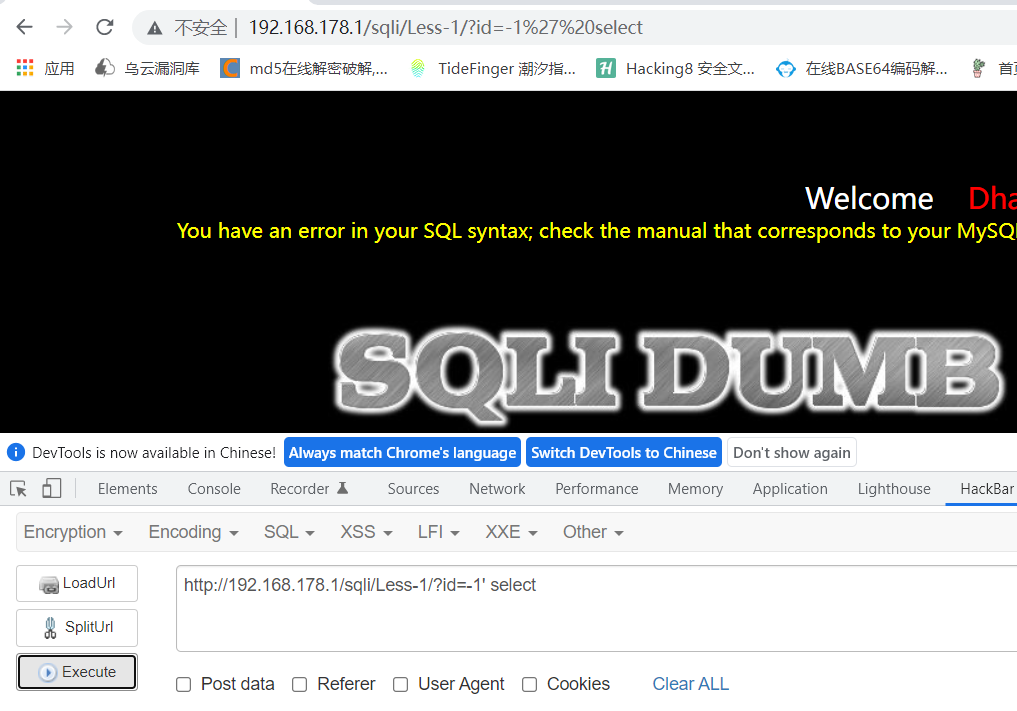 不安全 | 192.168.178.1/sqli/Less-1/?id=-1%27%20select
应用 乌云漏洞库 md5在线解密破解,... TideFinger 潮汐指... Hacking8 安全文... 在线BASE64编码解... 首页
Welcome Dha
You have an error in your SQL syntax; check the manual that corresponds to your MySQL
SQLI DUMB
DevTools is now available in Chinese! Always match Chrome's language Switch DevTools to Chinese Don't show again
Elements Console Recorder Sources Network Performance Memory Application Lighthouse HackBar
Encryption Encoding SQL XSS LFI XXE Other
LoadUrl http://192.168.178.1/sqli/Less-1/?id=-1' select
SplitUrl
Execute
Post data Referer User Agent Cookies Clear ALL